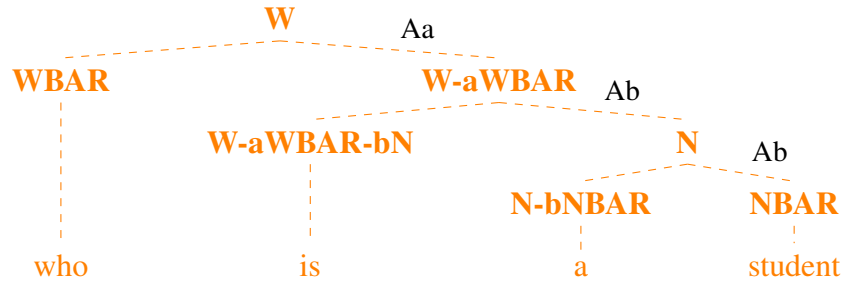 W
Aa
WBAR W-aWBAR
Ab
W-aWBAR-bN N
Ab
N-bNBAR NBAR
who is a student